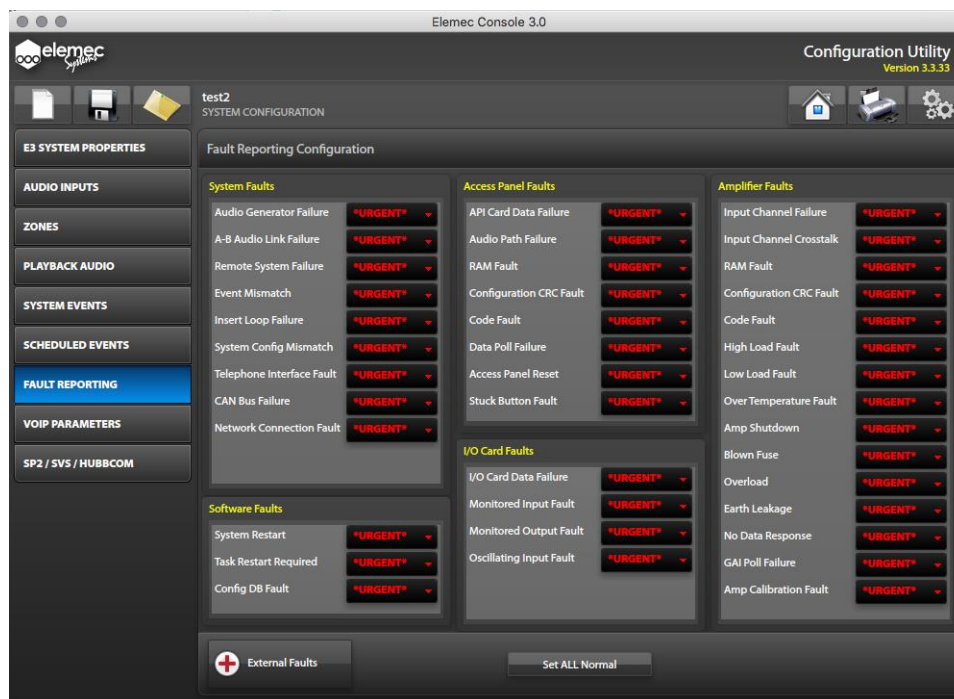 Elemec Console 3.0
elemec
Systems
Configuration Utility
Version 3.3.33
test2
SYSTEM CONFIGURATION
E3 SYSTEM PROPERTIES
AUDIO INPUTS
ZONES
PLAYBACK AUDIO
SYSTEM EVENTS
SCHEDULED EVENTS
FAULT REPORTING
VOIP PARAMETERS
SP2 / SVS / HUBBCOM
Fault Reporting Configuration
System Faults
Audio Generator Failure *URGENT*
A-B Audio Link Failure *URGENT*
Remote System Failure *URGENT*
Event Mismatch *URGENT*
Insert Loop Failure *URGENT*
System Config Mismatch *URGENT*
Telephone Interface Fault *URGENT*
CAN Bus Failure *URGENT*
Network Connection Fault *URGENT*
Software Faults
System Restart *URGENT*
Task Restart Required *URGENT*
Config DB Fault *URGENT*
Access Panel Faults
API Card Data Failure *URGENT*
Audio Path Failure *URGENT*
RAM Fault *URGENT*
Configuration CRC Fault *URGENT*
Code Fault *URGENT*
Data Poll Failure *URGENT*
Access Panel Reset *URGENT*
Stuck Button Fault *URGENT*
I/O Card Faults
I/O Card Data Failure *URGENT*
Monitored Input Fault *URGENT*
Monitored Output Fault *URGENT*
Oscillating Input Fault *URGENT*
Amplifier Faults
Input Channel Failure *URGENT*
Input Channel Crosstalk *URGENT*
RAM Fault *URGENT*
Configuration CRC Fault *URGENT*
Code Fault *URGENT*
High Load Fault *URGENT*
Low Load Fault *URGENT*
Over Temperature Fault *URGENT*
Amp Shutdown *URGENT*
Blown Fuse *URGENT*
Overload *URGENT*
Earth Leakage *URGENT*
No Data Response *URGENT*
GAI Poll Failure *URGENT*
Amp Calibration Fault *URGENT*
External Faults
Set ALL Normal